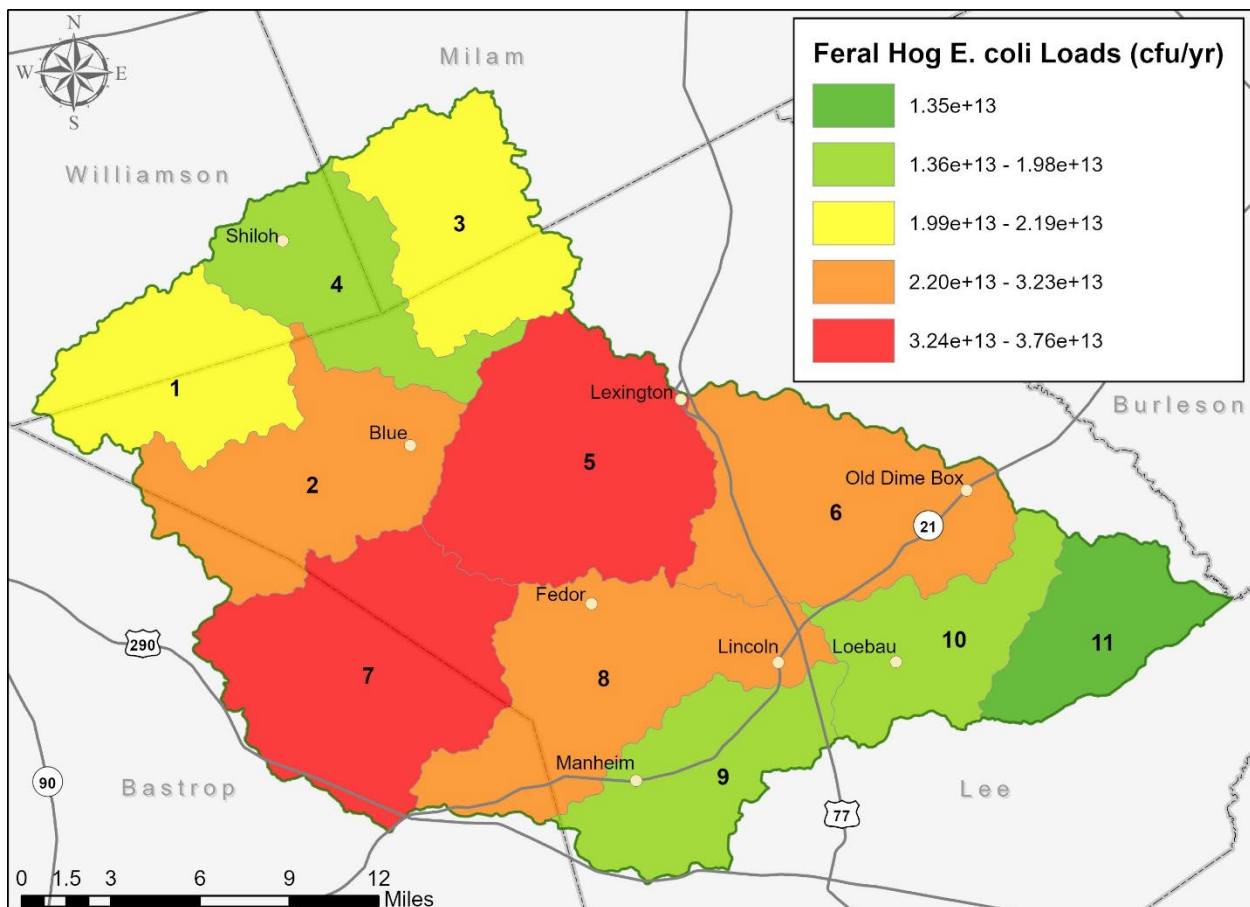 N
W E
S
Milam
Williamson
Feral Hog E. coli Loads (cfu/yr)
1.35e+13
1.36e+13 - 1.98e+13
1.99e+13 - 2.19e+13
2.20e+13 - 3.23e+13
3.24e+13 - 3.76e+13
3
Shiloh
4
1
Lexington
Burleson
Blue
5
2
Old Dime Box
6
21
Fedor
290
Lincoln
Loebau
10
11
7
8
Manheim
9
90
Bastrop
Lee
77
0 1.5 3 6 9 12
Miles